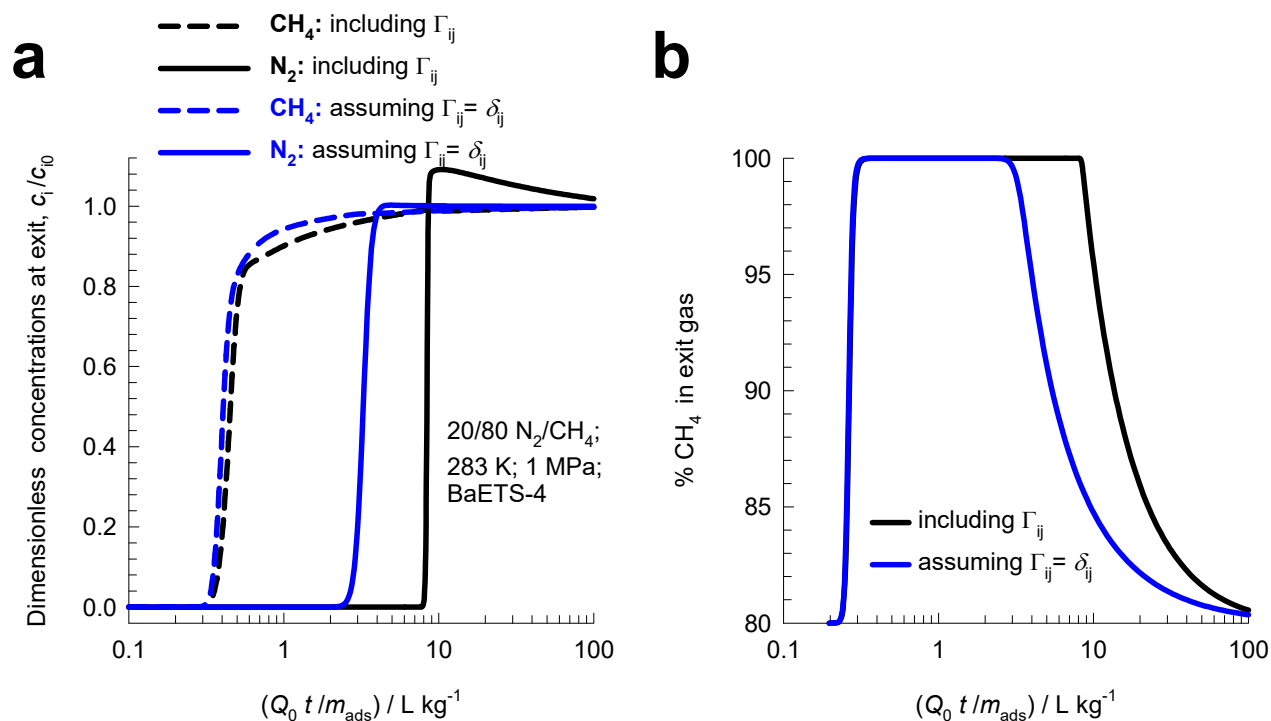 a
CH4: including Γij
N2: including Γij
CH4: assuming Γij= δij
N2: assuming Γij= δij
Dimensionless concentrations at exit, ci/ci0
1.0
0.8
0.6
0.4
0.2
0.0
0.1
1
10
100
20/80 N2/CH4;
283 K; 1 MPa;
BaETS-4
(Q0 t /mads) / L kg-1
b
% CH4 in exit gas
100
95
90
85
80
0.1
1
10
100
including Γij
assuming Γij= δij
(Q0 t /mads) / L kg-1